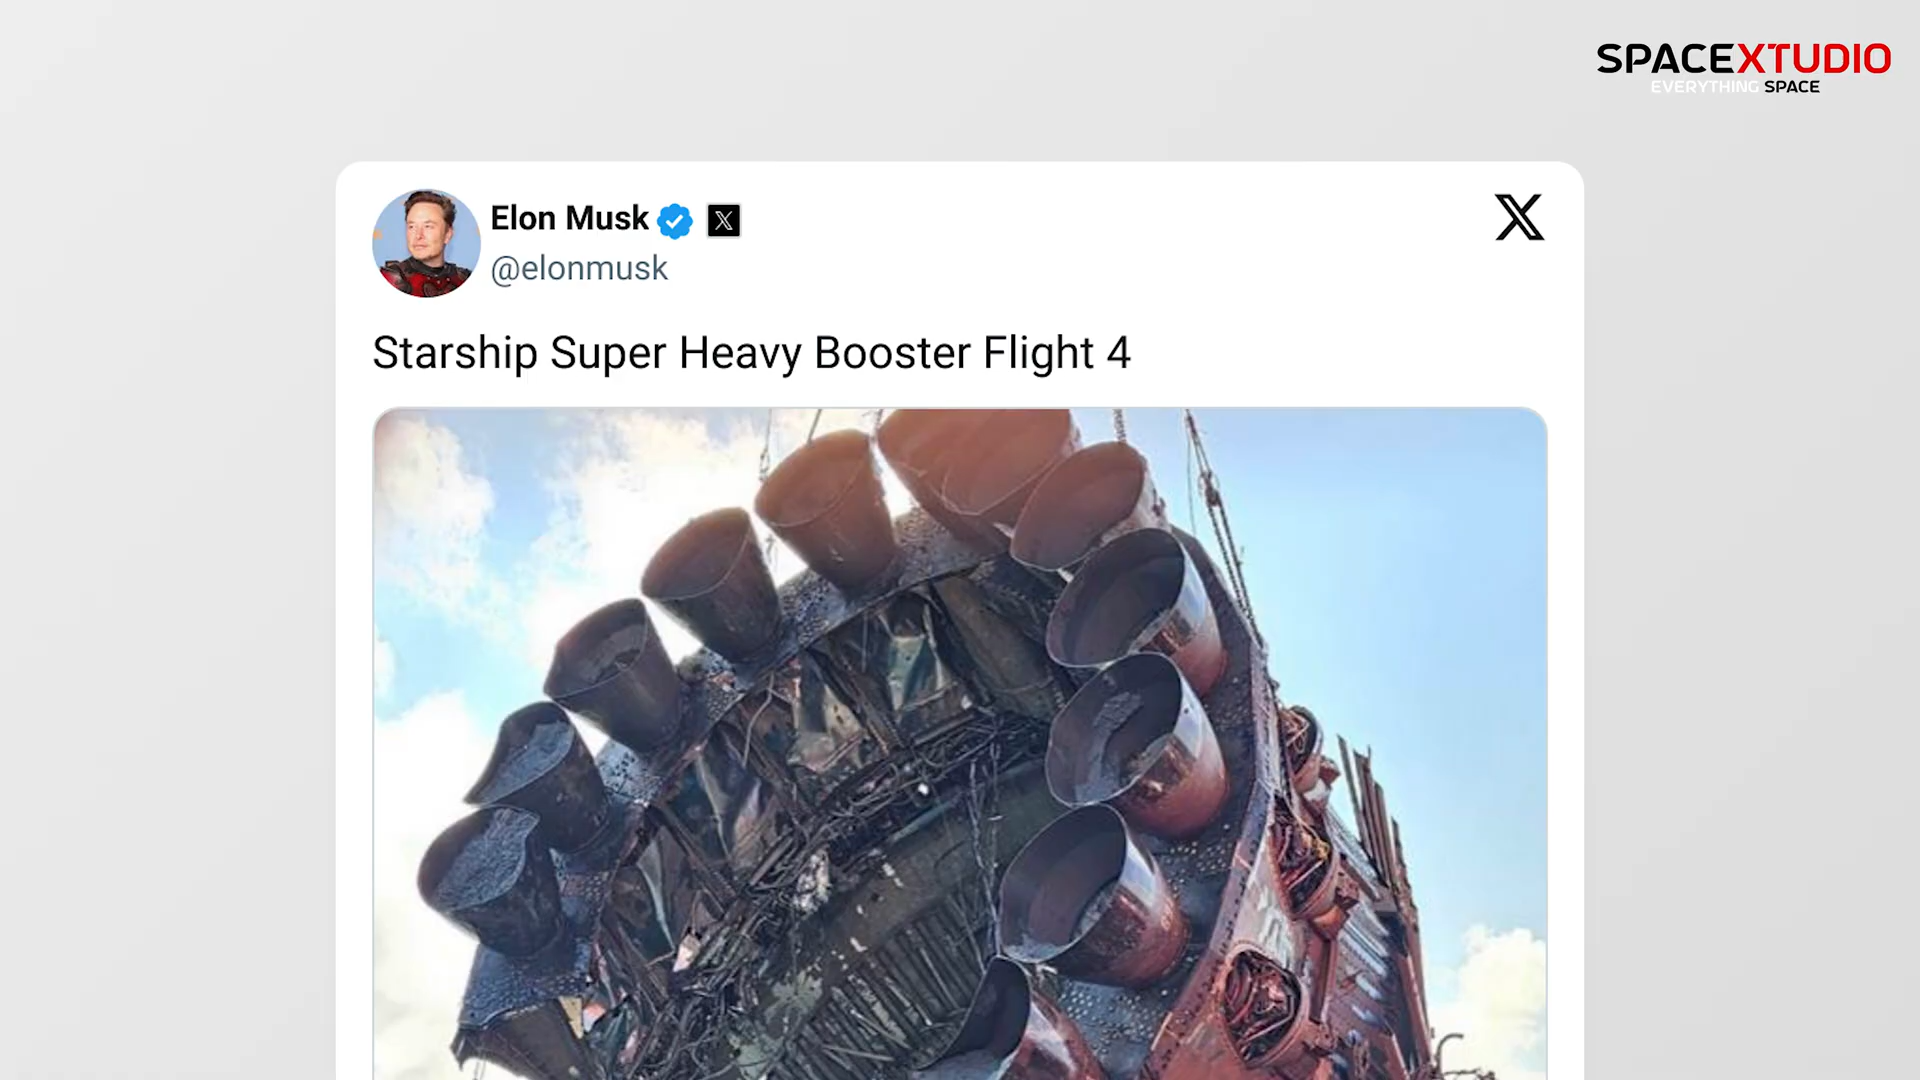 SPACEXTUDIO
EVERYTHING SPACE
Elon Musk
@elonmusk
Starship Super Heavy Booster Flight 4